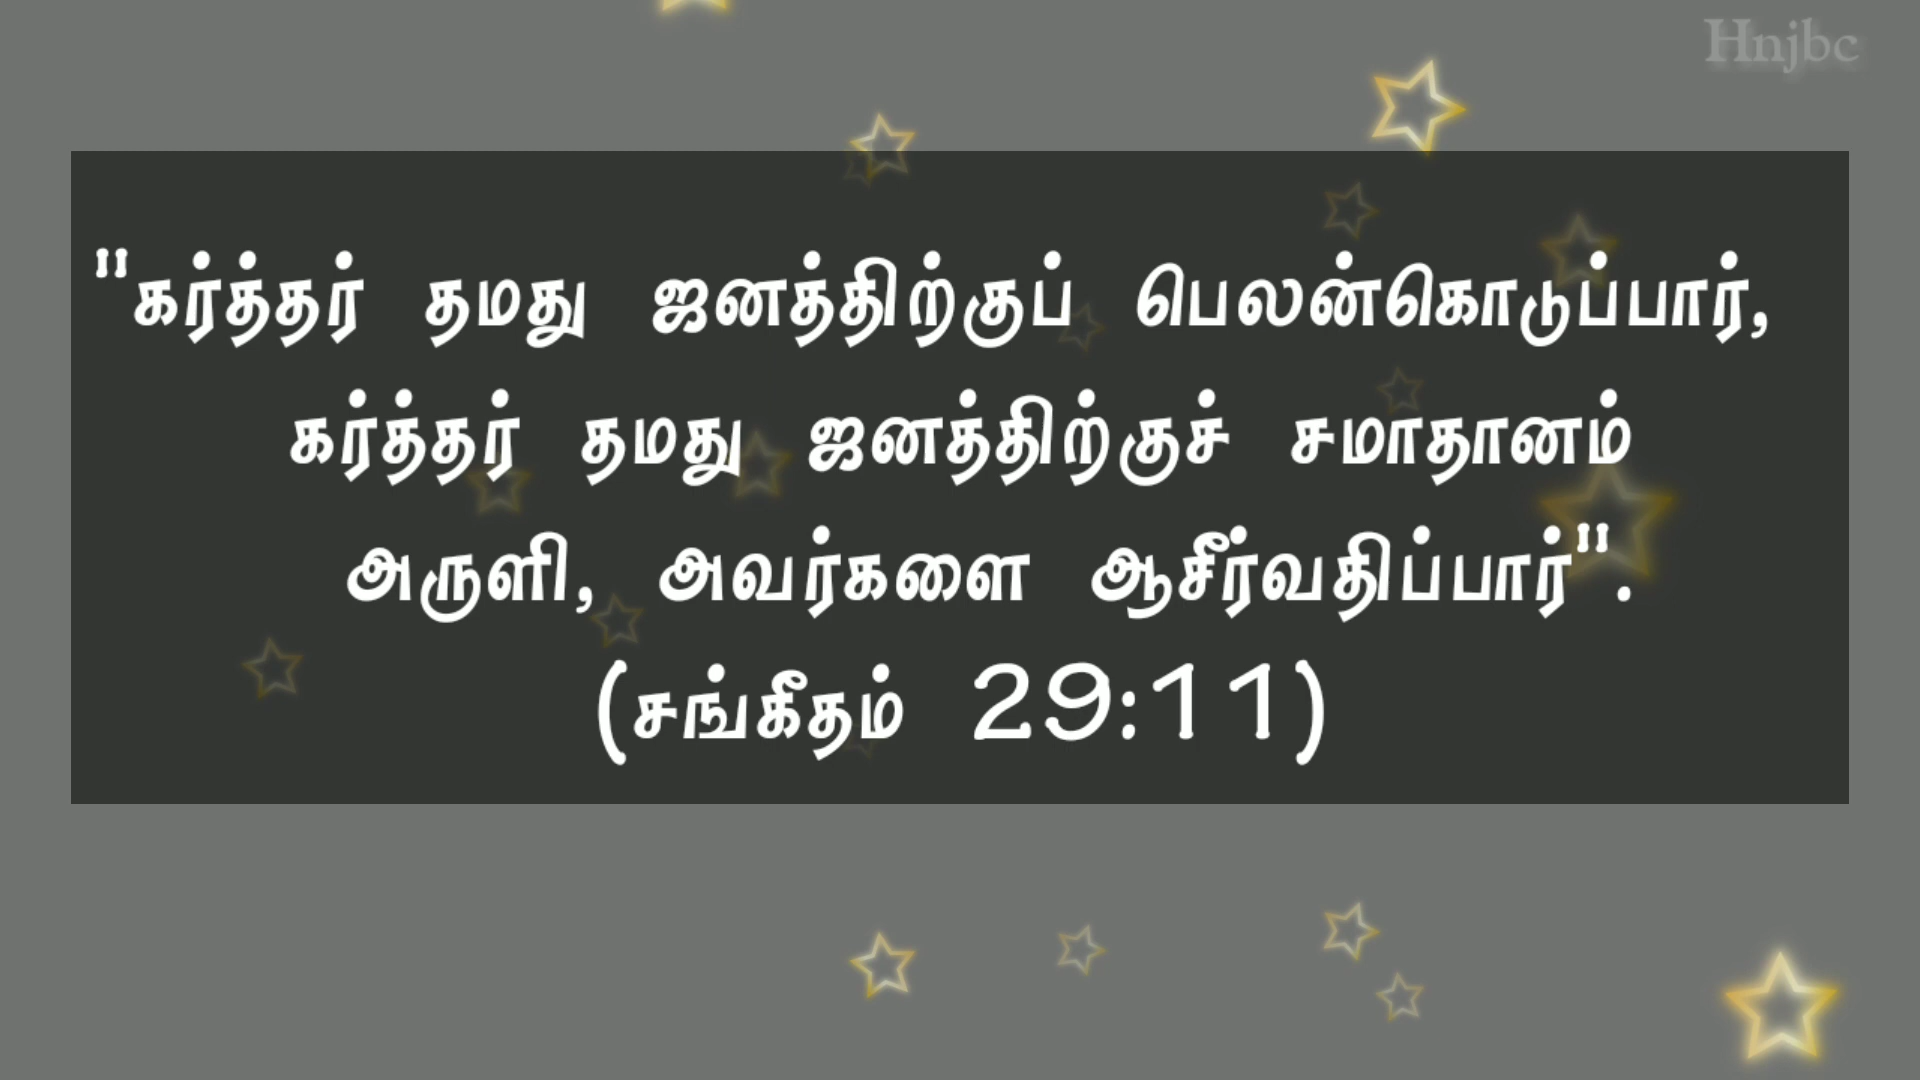 Hnjbc
"கர்த்தர் தமது ஜனத்திற்குப் பெலன்கொடுப்பார்,
கர்த்தர் தமது ஜனத்திற்குச் சமாதானம்
அருளி, அவர்களை ஆசீர்வதிப்பார்".
(சங்கீதம் 29:11)